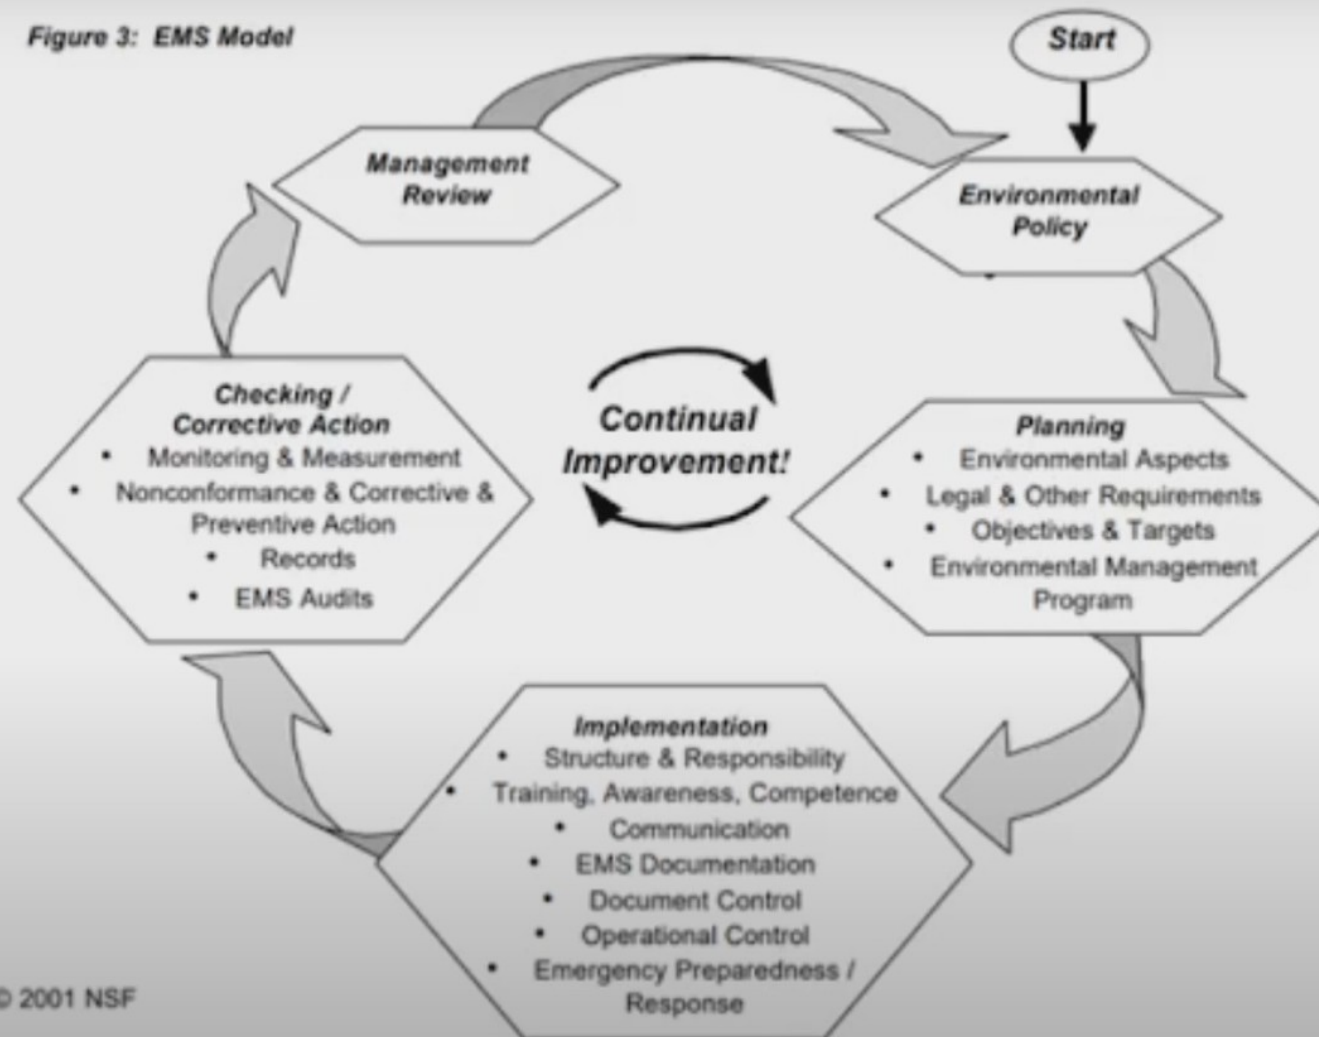 Figure 3: EMS Model
Start
Management
Review
Environmental
Policy
Checking /
Corrective Action
• Monitoring & Measurement
• Nonconformance & Corrective &
Preventive Action
• Records
• EMS Audits
Continual
Improvement!
Planning
• Environmental Aspects
• Legal & Other Requirements
• Objectives & Targets
• Environmental Management
Program
Implementation
• Structure & Responsibility
• Training, Awareness, Competence
• Communication
• EMS Documentation
• Document Control
• Operational Control
• Emergency Preparedness /
Response
© 2001 NSF